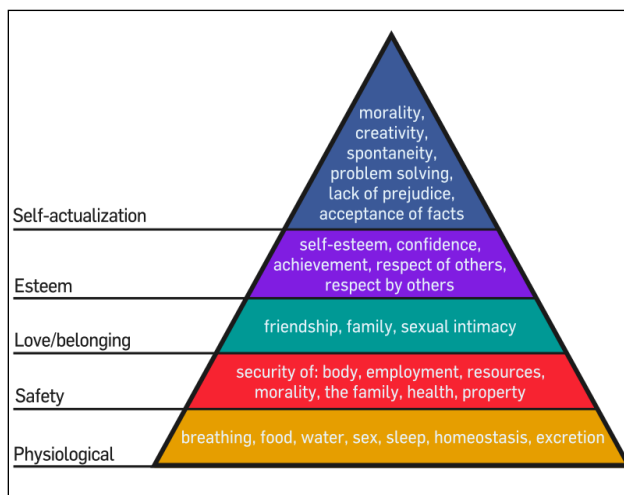 morality,
creativity,
spontaneity,
problem solving,
lack of prejudice,
acceptance of facts
Self-actualization
self-esteem, confidence,
achievement, respect of others,
respect by others
Esteem
friendship, family, sexual intimacy
Love/belonging
security of: body, employment, resources,
morality, the family, health, property
Safety
breathing, food, water, sex, sleep, homeostasis, excretion
Physiological